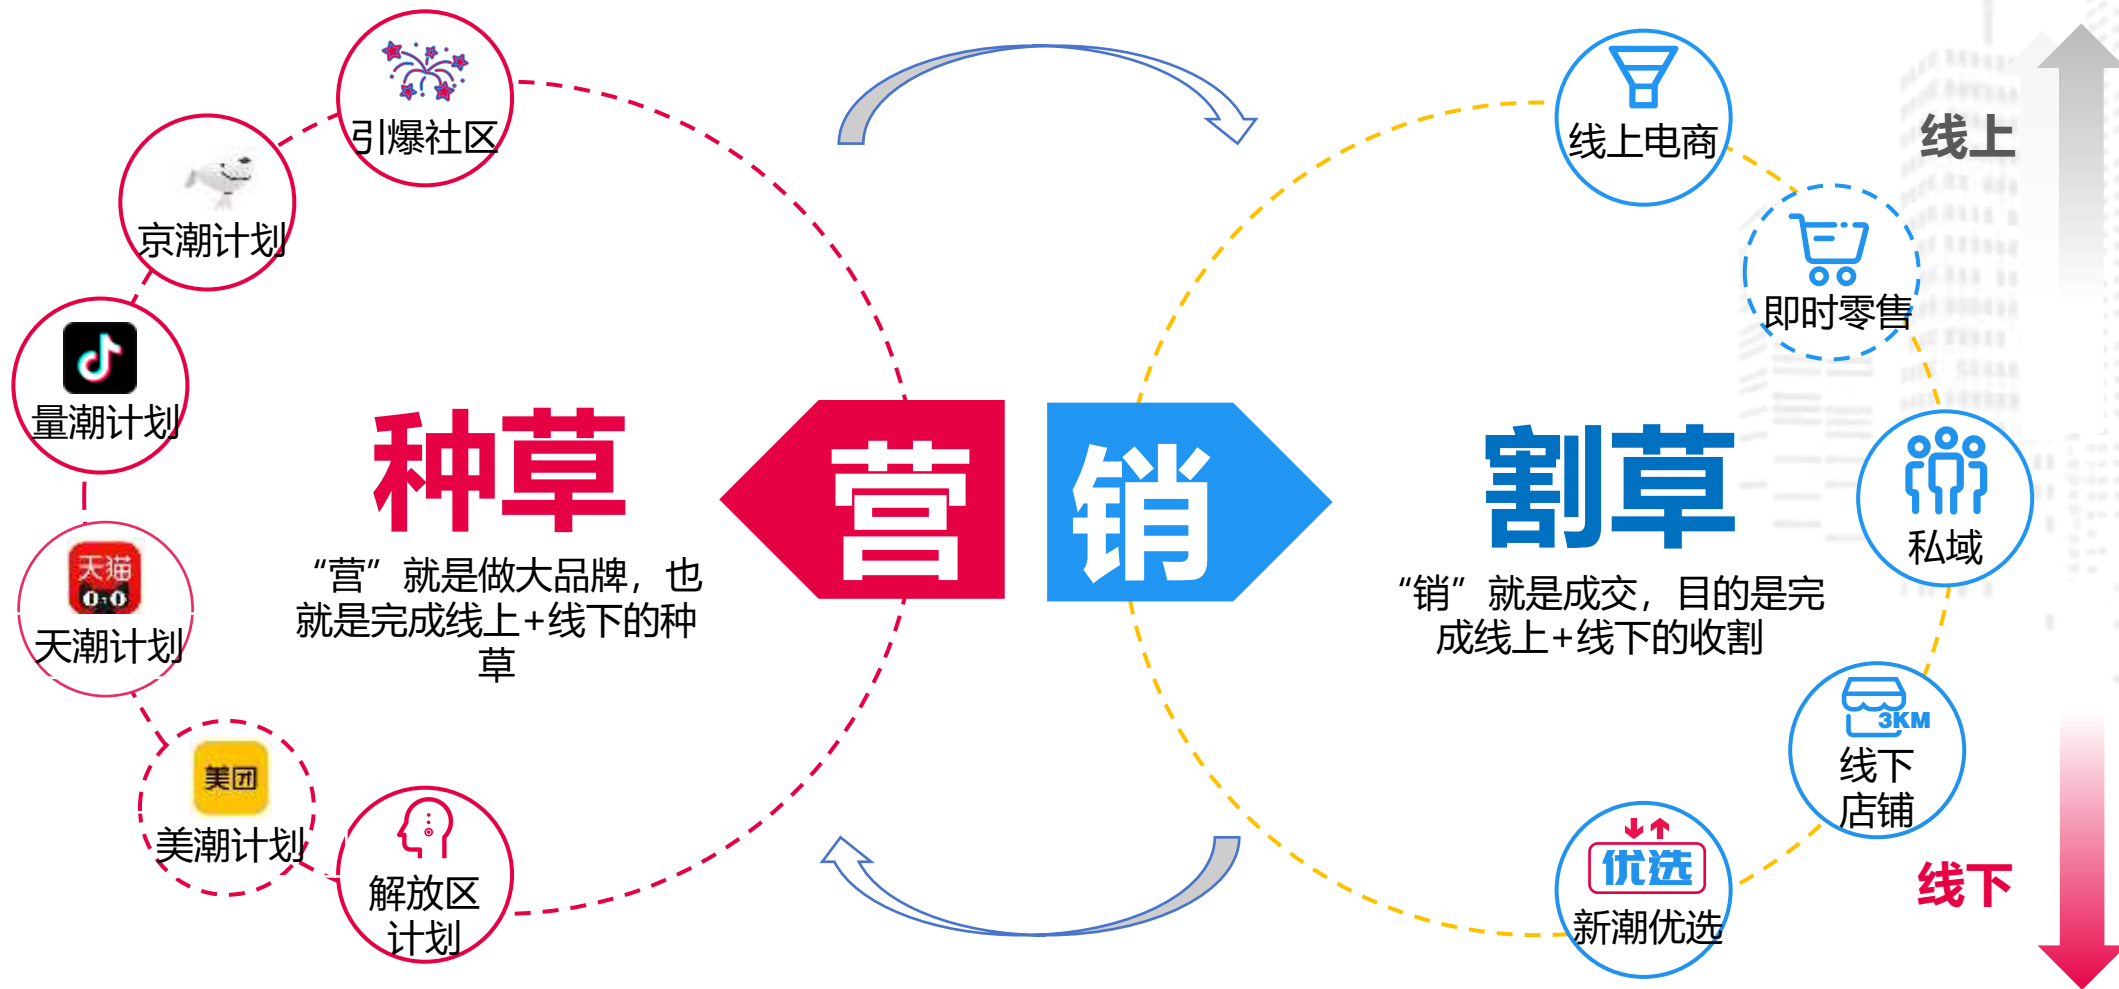 引爆社区
京潮计划
量潮计划
天猫
天潮计划
美团
美潮计划
解放区
计划
种草
“营”就是做大品牌，也
就是完成线上+线下的种
草
营
销
割草
“销”就是成交，目的是完
成线上+线下的收割
线上电商
即时零售
私域
3KM
线下
店铺
优选
新潮优选
线上
线下